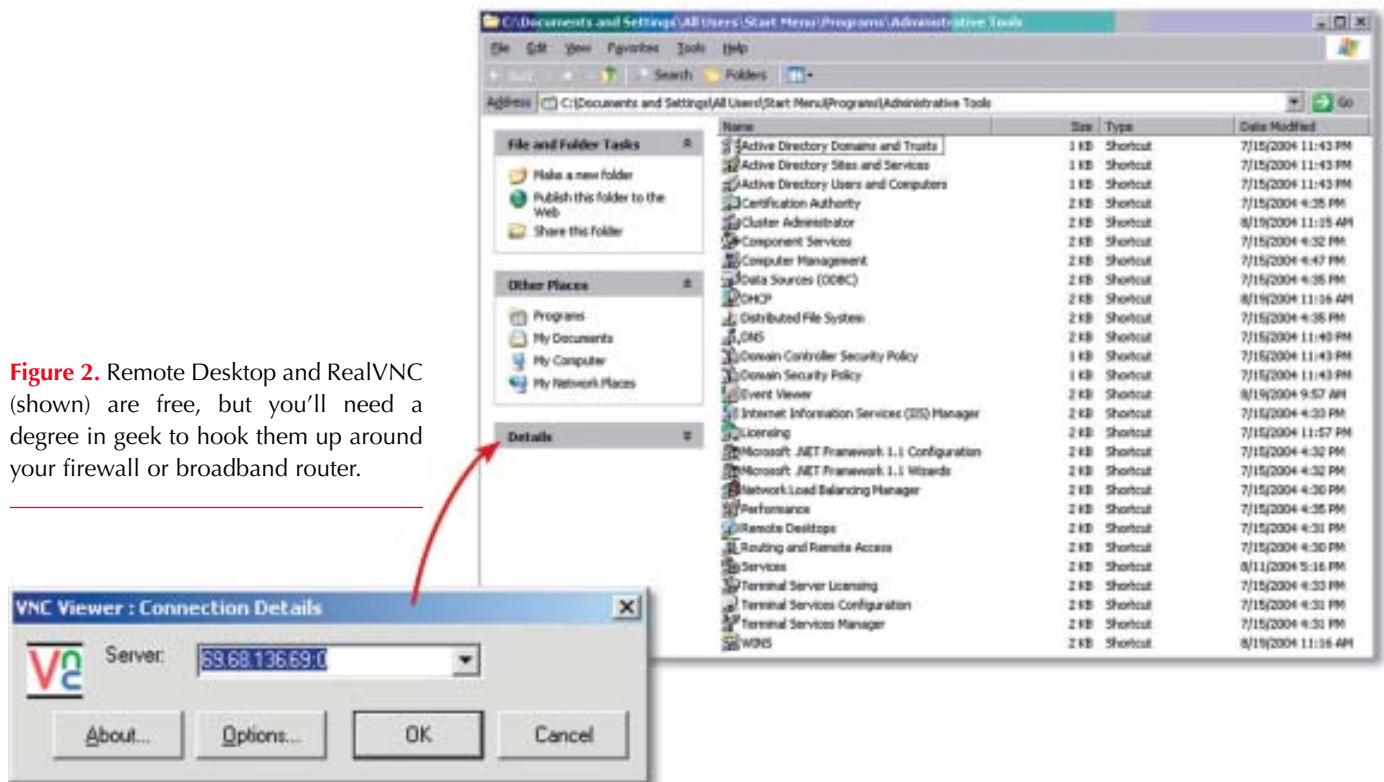 C:\Documents and Settings\All Users\Start Menu\Programs\Administrative Tools
File Edit View Favorites Tools Help
Search Folders
Address C:\Documents and Settings\All Users\Start Menu\Programs\Administrative Tools Go
Name Size Type Date Modified
File and Folder Tasks
Make a new folder
Publish this folder to the
Web
Share this folder
Other Places
Programs
My Documents
My Computer
My Network Places
Details
Active Directory Domains and Trusts 1 KB Shortcut 7/15/2004 11:43 PM
Active Directory Sites and Services 1 KB Shortcut 7/15/2004 11:43 PM
Active Directory Users and Computers 1 KB Shortcut 7/15/2004 11:43 PM
Certification Authority 2 KB Shortcut 7/15/2004 4:35 PM
Cluster Administrator 2 KB Shortcut 8/19/2004 11:15 AM
Component Services 2 KB Shortcut 7/15/2004 4:32 PM
Computer Management 2 KB Shortcut 7/15/2004 4:47 PM
Data Sources (ODBC) 2 KB Shortcut 7/15/2004 4:35 PM
DHCP 2 KB Shortcut 8/19/2004 11:16 AM
Distributed File System 2 KB Shortcut 7/15/2004 4:35 PM
DNS 2 KB Shortcut 7/15/2004 11:40 PM
Domain Controller Security Policy 1 KB Shortcut 7/15/2004 11:43 PM
Domain Security Policy 1 KB Shortcut 7/15/2004 11:43 PM
Event Viewer 2 KB Shortcut 8/19/2004 9:57 AM
Internet Information Services (IIS) Manager 2 KB Shortcut 7/15/2004 4:33 PM
Licensing 2 KB Shortcut 7/15/2004 11:57 PM
Microsoft .NET Framework 1.1 Configuration 2 KB Shortcut 7/15/2004 4:32 PM
Microsoft .NET Framework 1.1 Wizards 2 KB Shortcut 7/15/2004 4:32 PM
Network Load Balancing Manager 2 KB Shortcut 7/15/2004 4:30 PM
Performance 2 KB Shortcut 7/15/2004 4:35 PM
Remote Desktops 2 KB Shortcut 7/15/2004 4:31 PM
Routing and Remote Access 2 KB Shortcut 7/15/2004 4:30 PM
Services 2 KB Shortcut 8/11/2004 5:16 PM
Terminal Server Licensing 2 KB Shortcut 7/15/2004 4:33 PM
Terminal Services Configuration 2 KB Shortcut 7/15/2004 4:31 PM
Terminal Services Manager 2 KB Shortcut 7/15/2004 4:31 PM
WINS 2 KB Shortcut 8/19/2004 11:16 AM
Figure 2. Remote Desktop and RealVNC
(shown) are free, but you'll need a
degree in geek to hook them up around
your firewall or broadband router.
VNC Viewer : Connection Details
Vnc
Server: 69.68.136.69:0
About... Options... OK Cancel